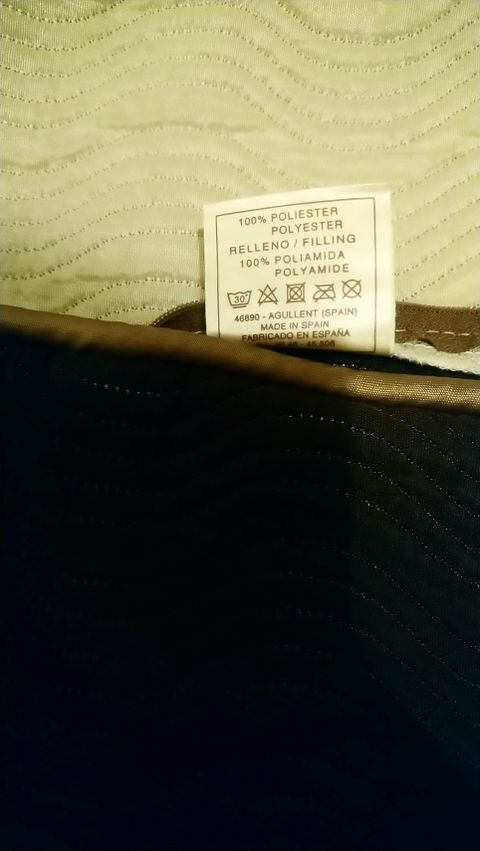 100% POLIESTER
POLYESTER
RELLENO / FILLING
100% POLIAMIDA
POLYAMIDE
30°
46890 - AGULLENT (SPAIN)
MADE IN SPAIN
FABRICADO EN ESPAÑA